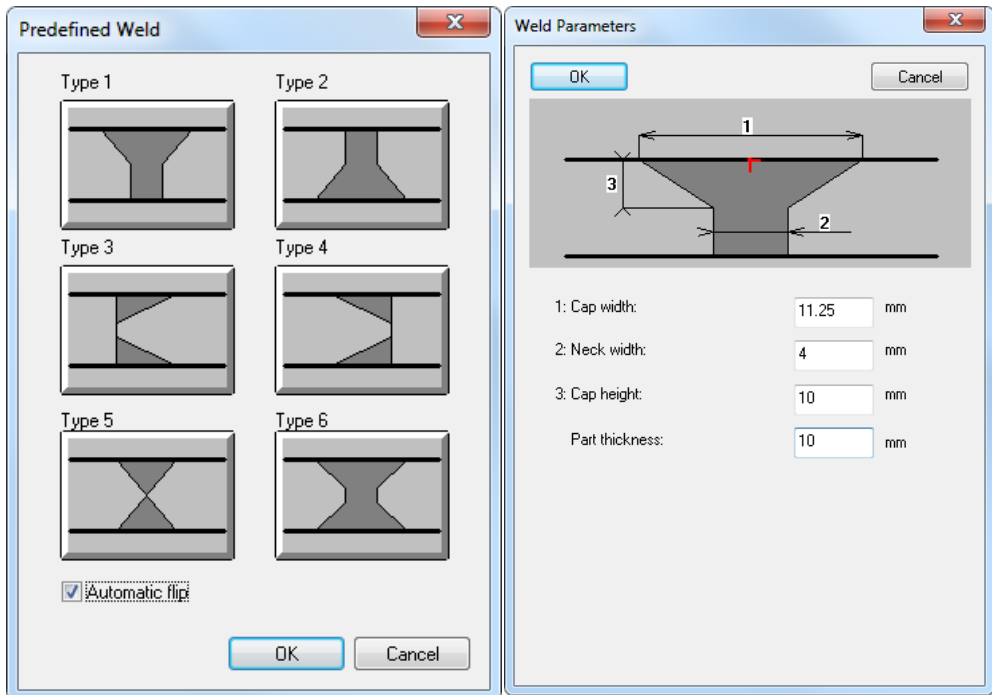 Predefined Weld
Type 1
Type 2
Type 3
Type 4
Type 5
Type 6
Automatic flip
OK
Cancel
Weld Parameters
OK
Cancel
1
3
2
1: Cap width:
11.25
mm
2: Neck width:
4
mm
3: Cap height:
10
mm
Part thickness:
10
mm